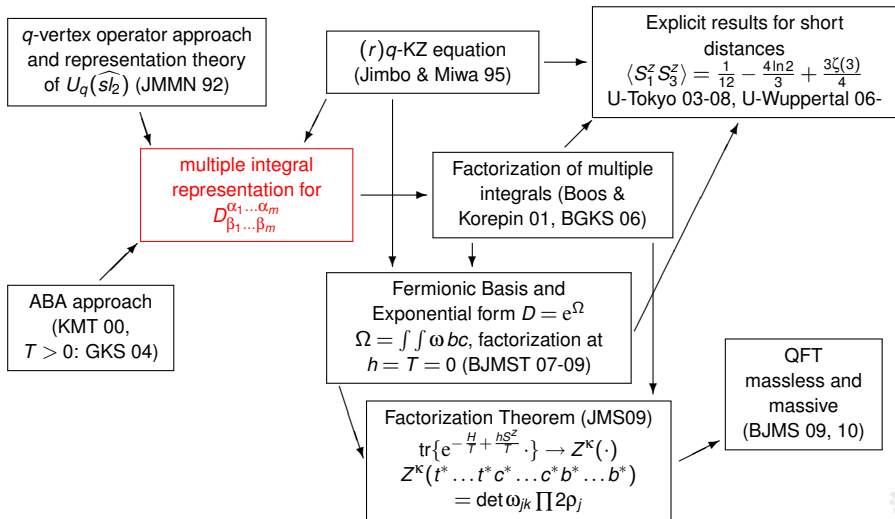 q-vertex operator approach
and representation theory
of U_q(\widehat{sl_2}) (JMMN 92)
(r)q-KZ equation
(Jimbo & Miwa 95)
Explicit results for short
distances
⟨S_1^z S_3^z⟩ = 1/12 − 4 ln 2/3 + 3ζ(3)/4
U-Tokyo 03-08, U-Wuppertal 06-
multiple integral
representation for
D_{β_1...β_m}^{α_1...α_m}
Factorization of multiple
integrals (Boos &
Korepin 01, BGKS 06)
ABA approach
(KMT 00,
T > 0: GKS 04)
Fermionic Basis and
Exponential form D = e^Ω
Ω = ∫∫ ω bc, factorization at
h = T = 0 (BJMST 07-09)
QFT
massless and
massive
(BJMS 09, 10)
Factorization Theorem (JMS09)
tr{e^{−H/T + hS^z/T} ·} → Z^κ(·)
Z^κ(t* ... t* c* ... c* b* ... b*)
= det ω_{jk} ∏ 2ρ_j